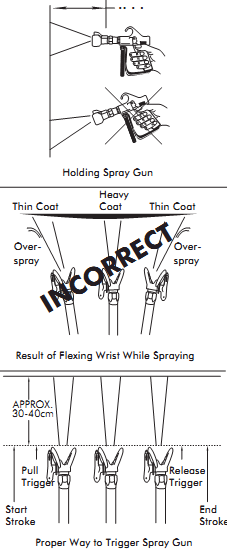 Holding Spray Gun
Heavy
Thin Coat Coat Thin Coat
Over-
spray
Over-
spray
INCORRECT
Result of Flexing Wrist While Spraying
APPROX.
30-40cm
Pull
Trigger
Release
Trigger
Start
Stroke
End
Stroke
Proper Way to Trigger Spray Gun